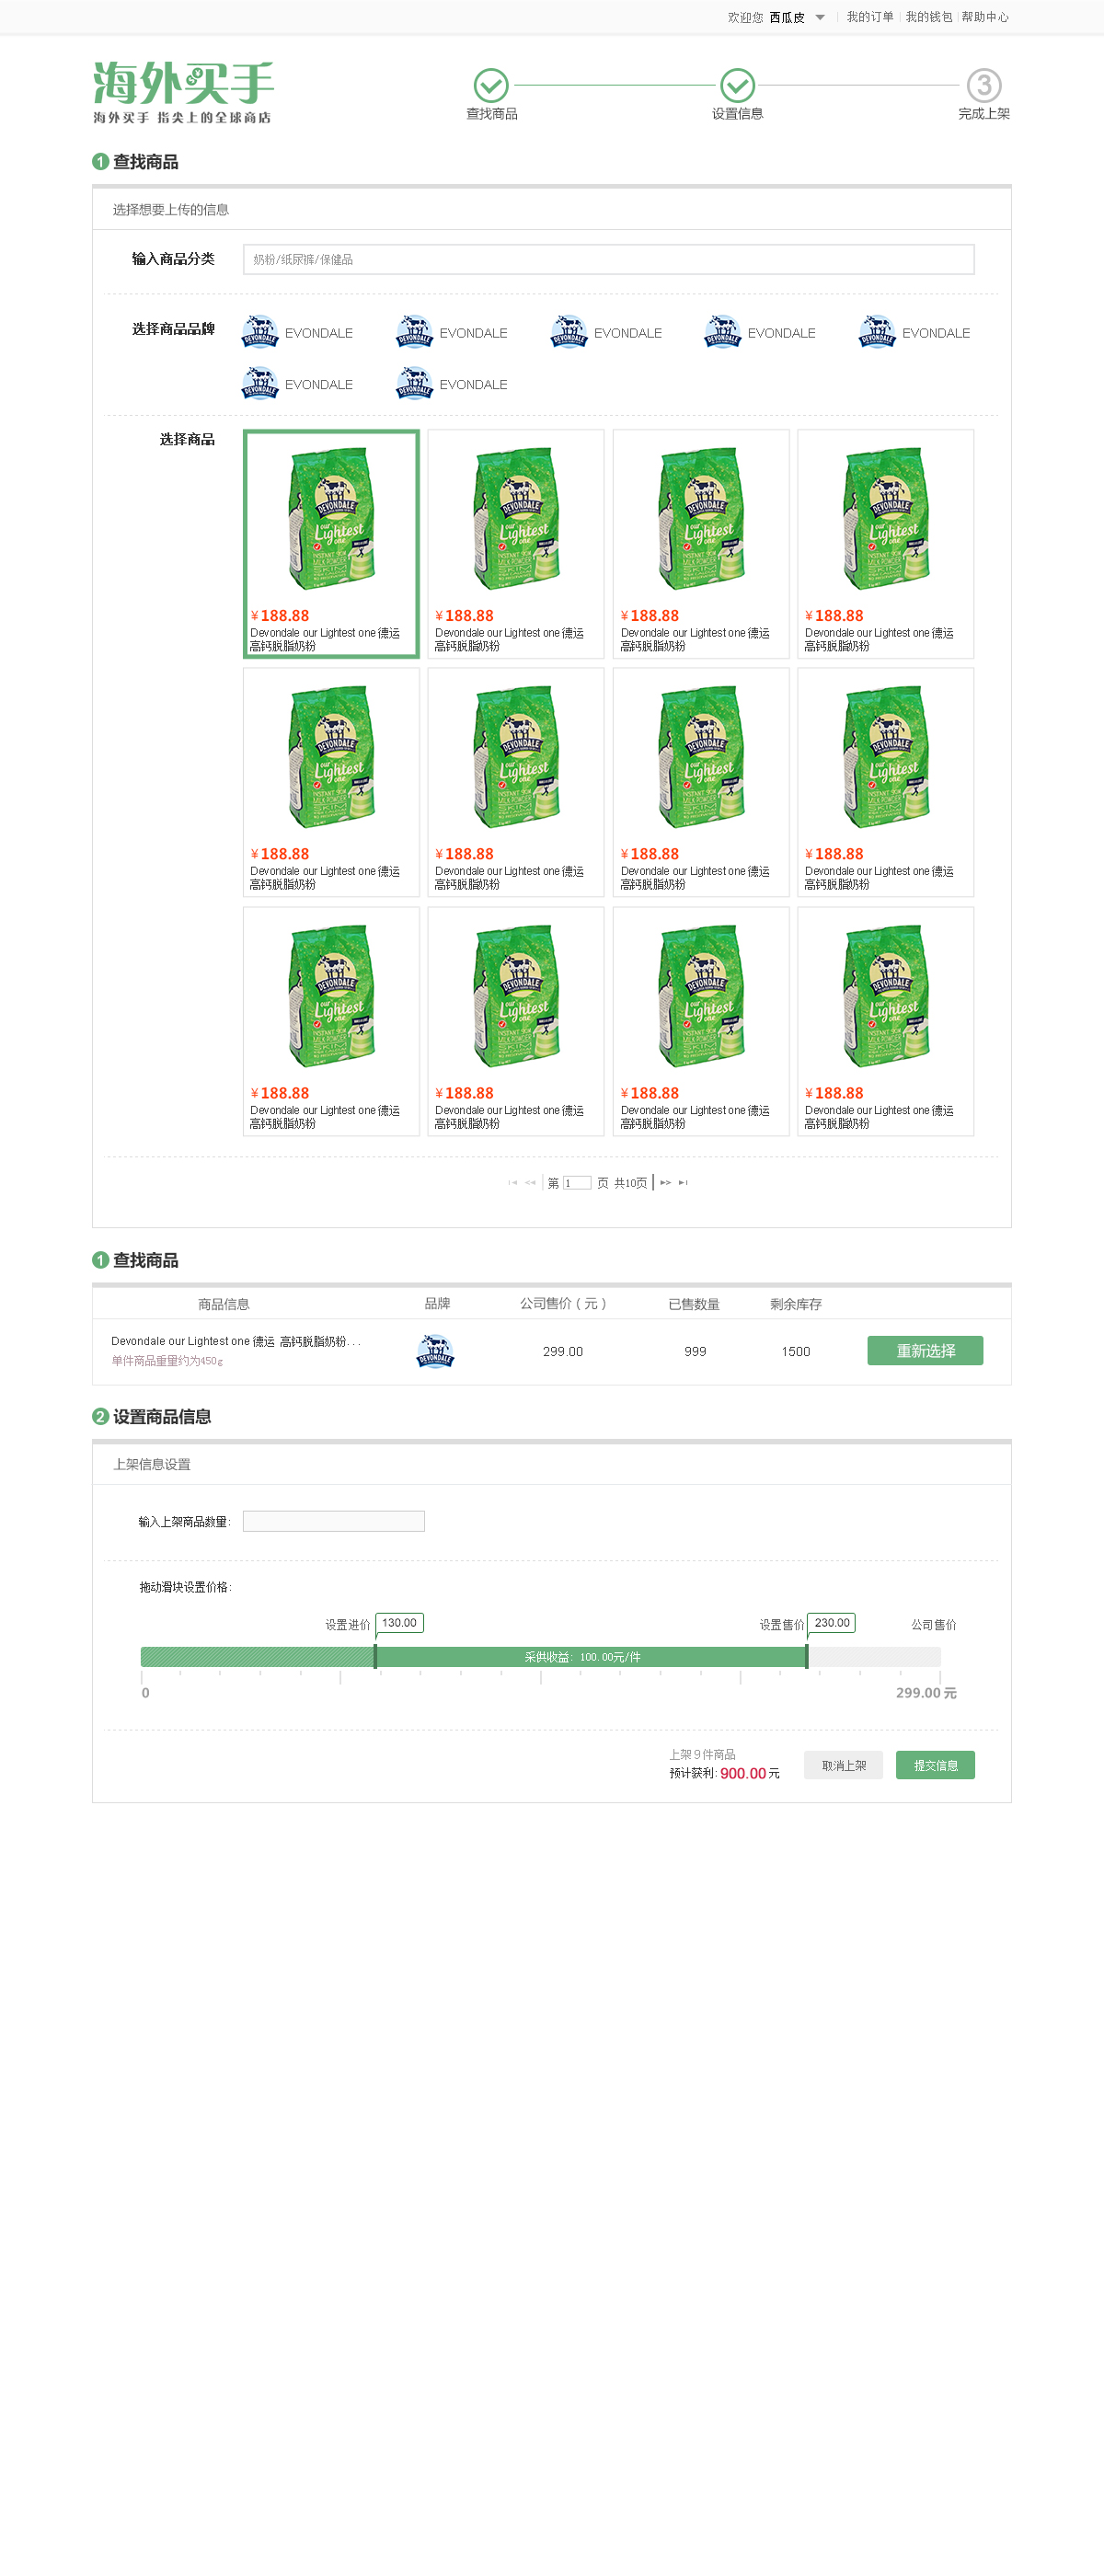 欢迎您 西瓜皮 我的订单 我的钱包 帮助中心
海外买手
海外买手 指尖上的全球商店
3
查找商品 设置信息 完成上架
1 查找商品
选择想要上传的信息
输入商品分类 奶粉/纸尿裤/保健品
选择商品品牌 EVONDALE EVONDALE EVONDALE EVONDALE EVONDALE
EVONDALE EVONDALE
选择商品
¥188.88 ¥188.88 ¥188.88 ¥188.88
Devondale our Lightest one 德运 Devondale our Lightest one 德运 Devondale our Lightest one 德运 Devondale our Lightest one 德运
高钙脱脂奶粉 高钙脱脂奶粉 高钙脱脂奶粉 高钙脱脂奶粉
¥188.88 ¥188.88 ¥188.88 ¥188.88
Devondale our Lightest one 德运 Devondale our Lightest one 德运 Devondale our Lightest one 德运 Devondale our Lightest one 德运
高钙脱脂奶粉 高钙脱脂奶粉 高钙脱脂奶粉 高钙脱脂奶粉
¥188.88 ¥188.88 ¥188.88 ¥188.88
Devondale our Lightest one 德运 Devondale our Lightest one 德运 Devondale our Lightest one 德运 Devondale our Lightest one 德运
高钙脱脂奶粉 高钙脱脂奶粉 高钙脱脂奶粉 高钙脱脂奶粉
第 1 页 共10页
1 查找商品
商品信息 品牌 公司售价（元） 已售数量 剩余库存
Devondale our Lightest one 德运 高钙脱脂奶粉...
单件商品重量约为450g
299.00 999 1500 重新选择
2 设置商品信息
上架信息设置
输入上架商品数量:
拖动滑块设置价格:
设置进价 130.00 设置售价 230.00 公司售价
采供收益: 100.00元/件
0 299.00 元
上架 9 件商品
预计获利: 900.00 元
取消上架 提交信息